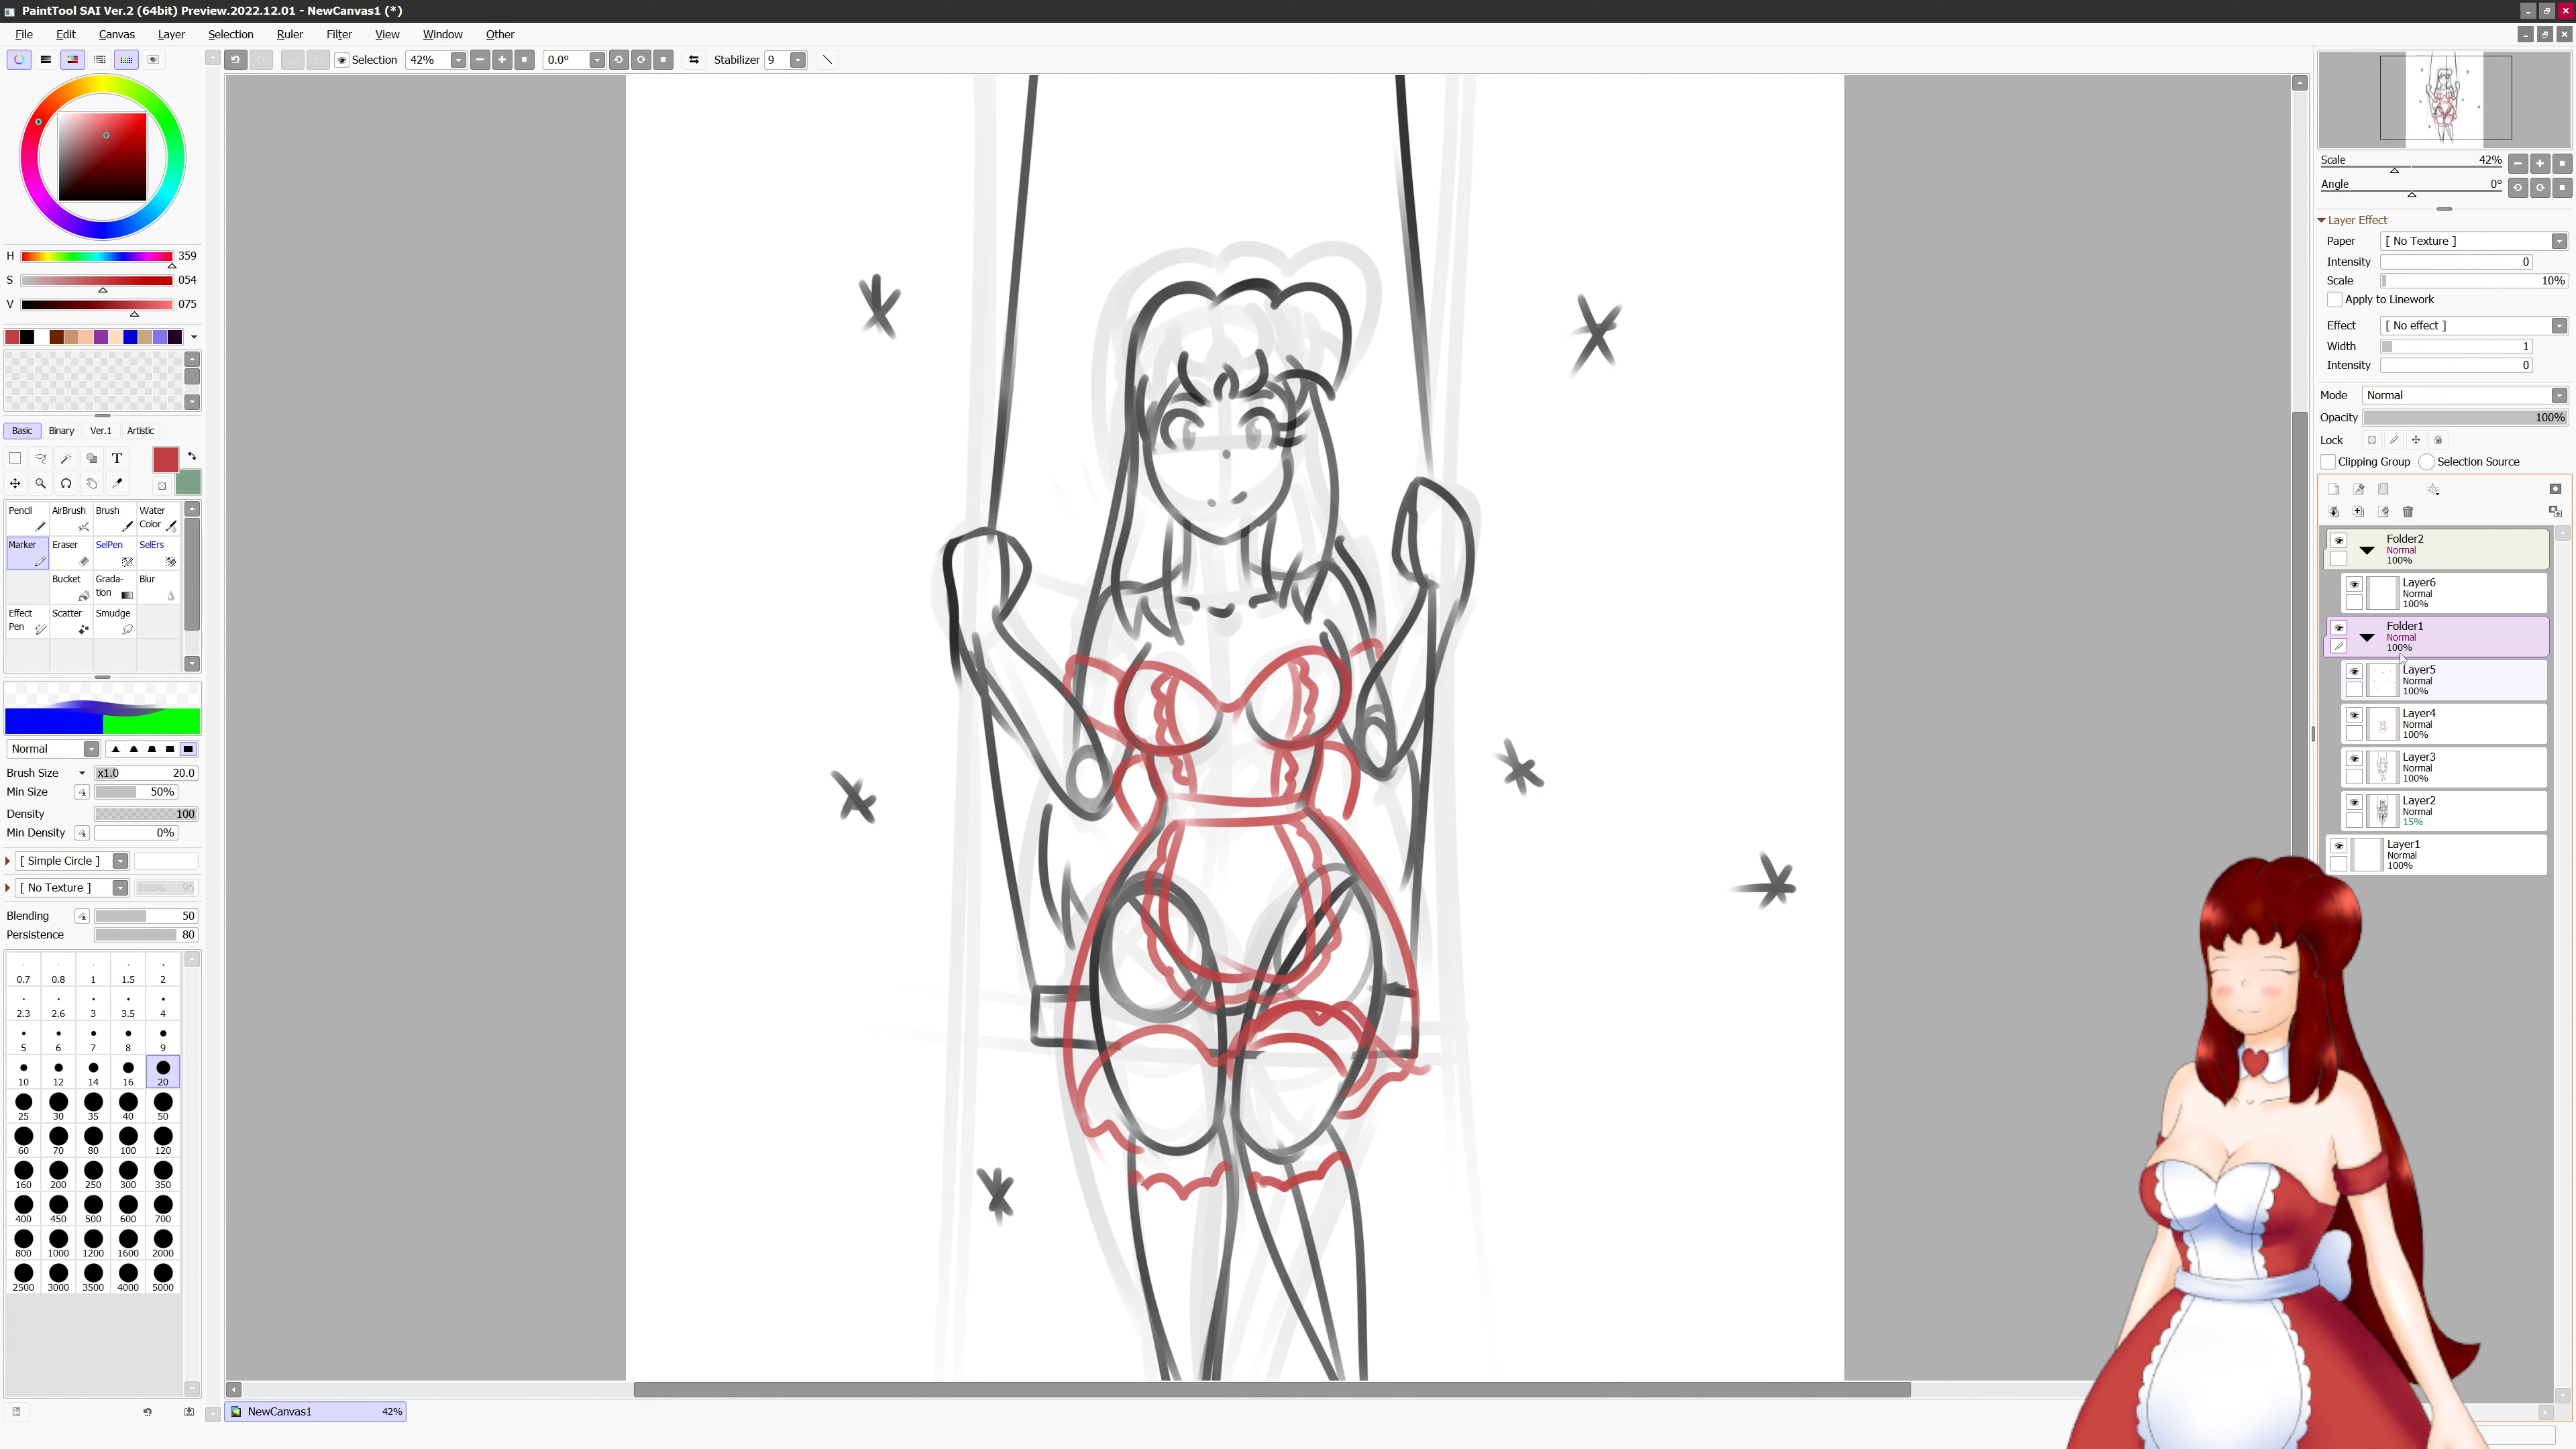 PaintTool SAI Ver.2 (64bit) Preview.2022.12.01 - NewCanvas1 (*)
File Edit Canvas Layer Selection Ruler Filter View Window Other
Selection 42% 0.0° Stabilizer 9
H 359
S 054
V 075
Basic Binary Ver.1 Artistic
T
Pencil AirBrush Brush Water Color
Marker Eraser SelPen SelErs
Bucket Grada-tion Blur
Effect Pen Scatter Smudge
Normal
Brush Size x1.0 20.0
Min Size 50%
Density 100
Min Density 0%
[ Simple Circle ]
[ No Texture ] Intens. 95
Blending 50
Persistence 80
0.7 0.8 1 1.5 2
2.3 2.6 3 3.5 4
5 6 7 8 9
10 12 14 16 20
25 30 35 40 50
60 70 80 100 120
160 200 250 300 350
400 450 500 600 700
800 1000 1200 1600 2000
2500 3000 3500 4000 5000
NewCanvas1 42%
Scale 42%
Angle 0°
Layer Effect
Paper [ No Texture ]
Intensity 0
Scale 10%
Apply to Linework
Effect [ No effect ]
Width 1
Intensity 0
Mode Normal
Opacity 100%
Lock
Clipping Group Selection Source
Folder2
Normal
100%
Layer6
Normal
100%
Folder1
Normal
100%
Layer5
Normal
100%
Layer4
Normal
100%
Layer3
Normal
100%
Layer2
Normal
15%
Layer1
Normal
100%